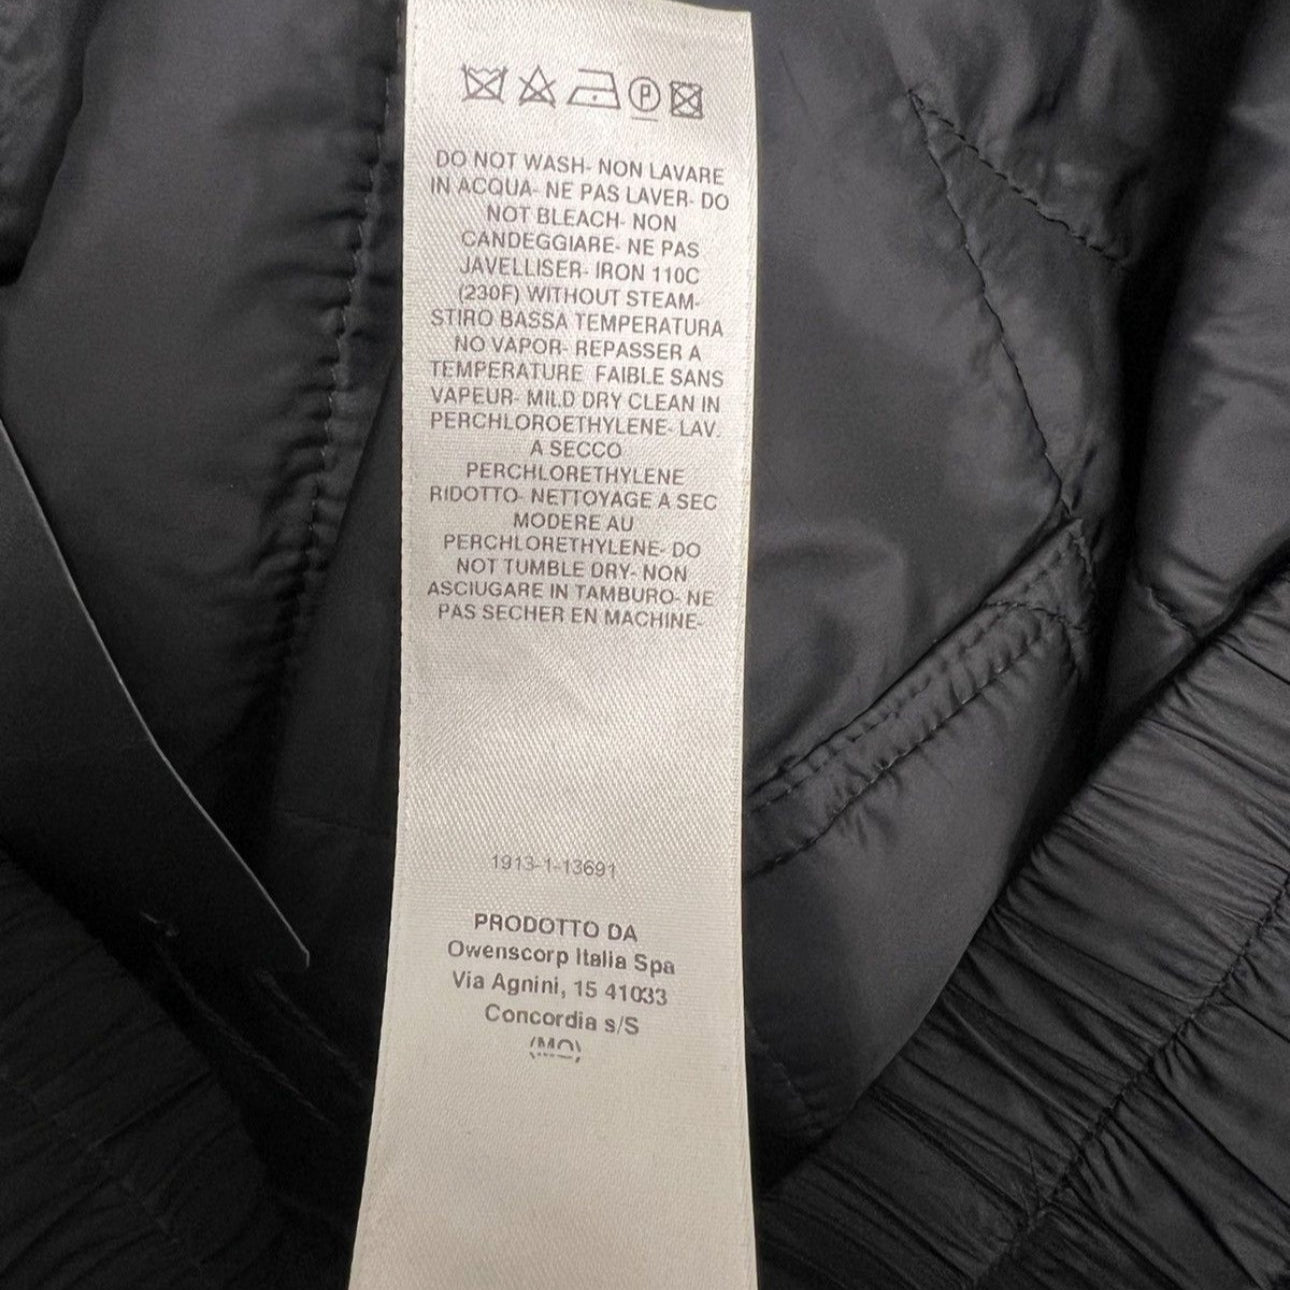 DO NOT WASH- NON LAVARE
IN ACQUA- NE PAS LAVER- DO
NOT BLEACH- NON
CANDEGGIARE- NE PAS
JAVELLISER- IRON 110C
(230F) WITHOUT STEAM-
STIRO BASSA TEMPERATURA
NO VAPOR- REPASSER A
TEMPERATURE FAIBLE SANS
VAPEUR- MILD DRY CLEAN IN
PERCHLOROETHYLENE- LAV.
A SECCO
PERCHLORETHYLENE
RIDOTTO- NETTOYAGE A SEC
MODERE AU
PERCHLORETHYLENE- DO
NOT TUMBLE DRY- NON
ASCIUGARE IN TAMBURO- NE
PAS SECHER EN MACHINE-
1913-1-13691
PRODOTTO DA
Owenscorp Italia Spa
Via Agnini, 15 41033
Concordia s/S
(MO)